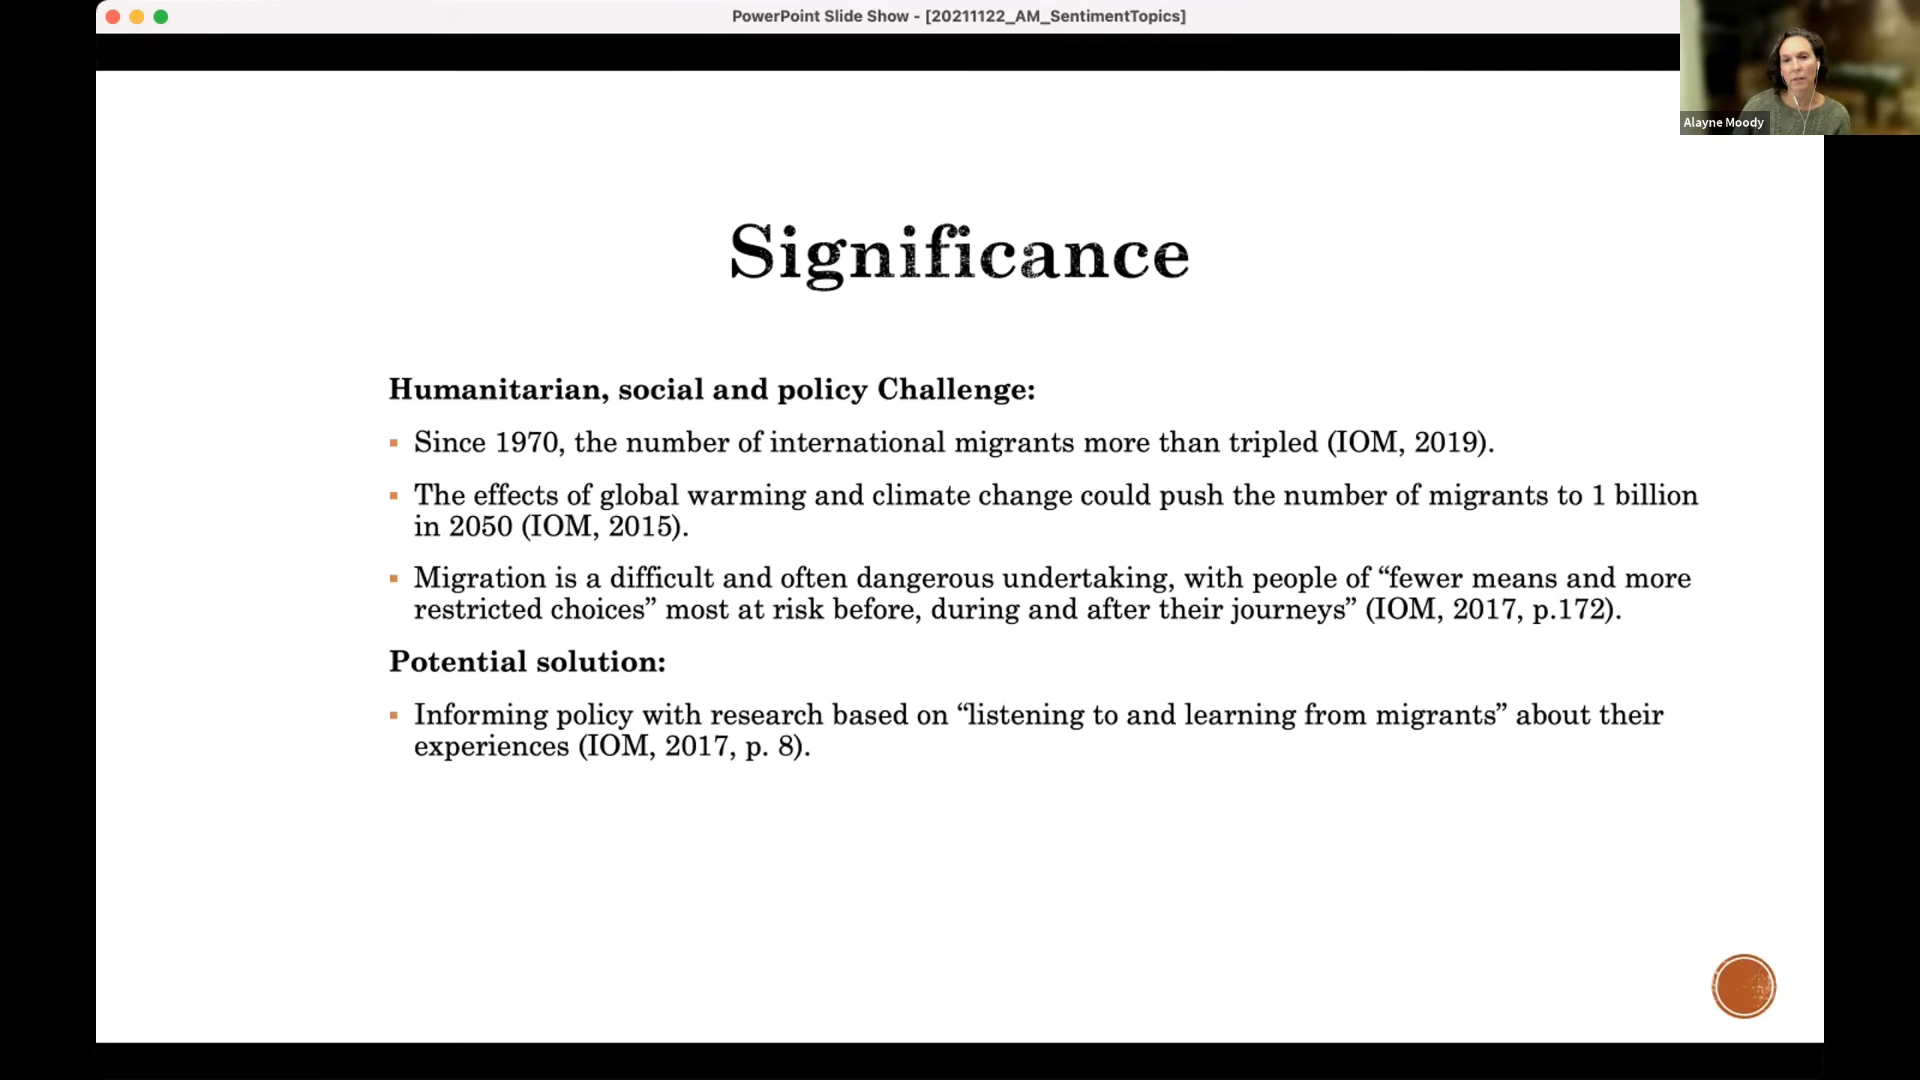 PowerPoint Slide Show - [20211122_AM_SentimentTopics]
Alayne Moody
Significance
Humanitarian, social and policy Challenge:
▪ Since 1970, the number of international migrants more than tripled (IOM, 2019).
▪ The effects of global warming and climate change could push the number of migrants to 1 billion
in 2050 (IOM, 2015).
▪ Migration is a difficult and often dangerous undertaking, with people of “fewer means and more
restricted choices” most at risk before, during and after their journeys” (IOM, 2017, p.172).
Potential solution:
▪ Informing policy with research based on “listening to and learning from migrants” about their
experiences (IOM, 2017, p. 8).